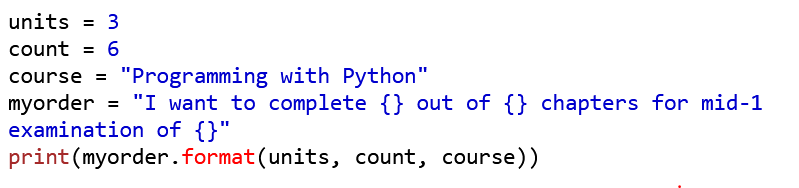 units = 3
count = 6
course = "Programming with Python"
myorder = "I want to complete {} out of {} chapters for mid-1
examination of {}"
print(myorder.format(units, count, course))